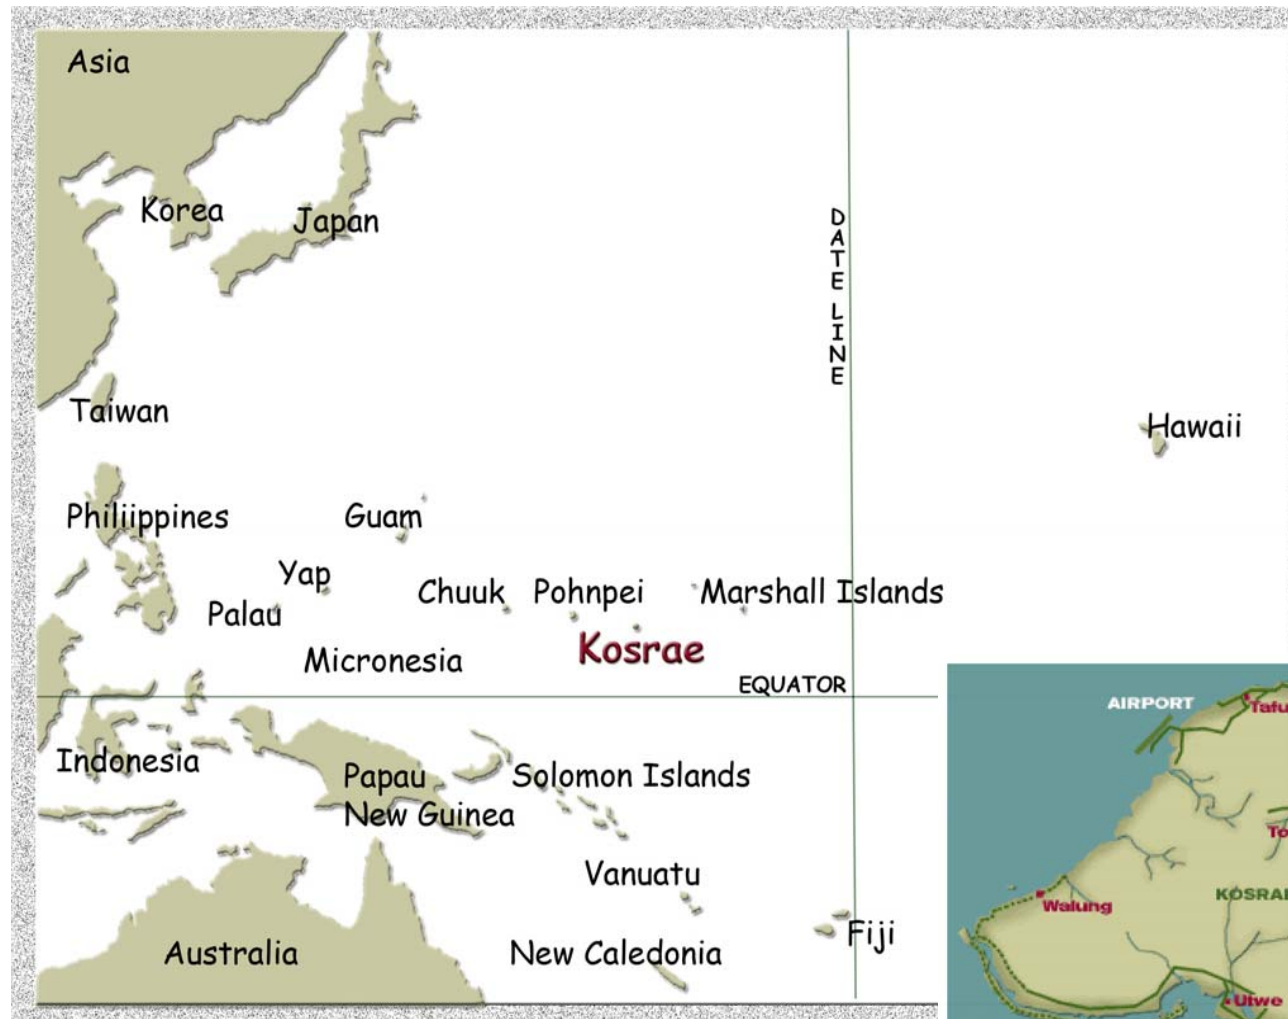 Asia
Korea
Japan
DATE LINE
Taiwan
Hawaii
Philiippines
Guam
Yap
Chuuk
Pohnpei
Marshall Islands
Palau
Kosrae
Micronesia
EQUATOR
Indonesia
Papau
New Guinea
Solomon Islands
Vanuatu
Fiji
Australia
New Caledonia
AIRPORT
Walung
Utwe